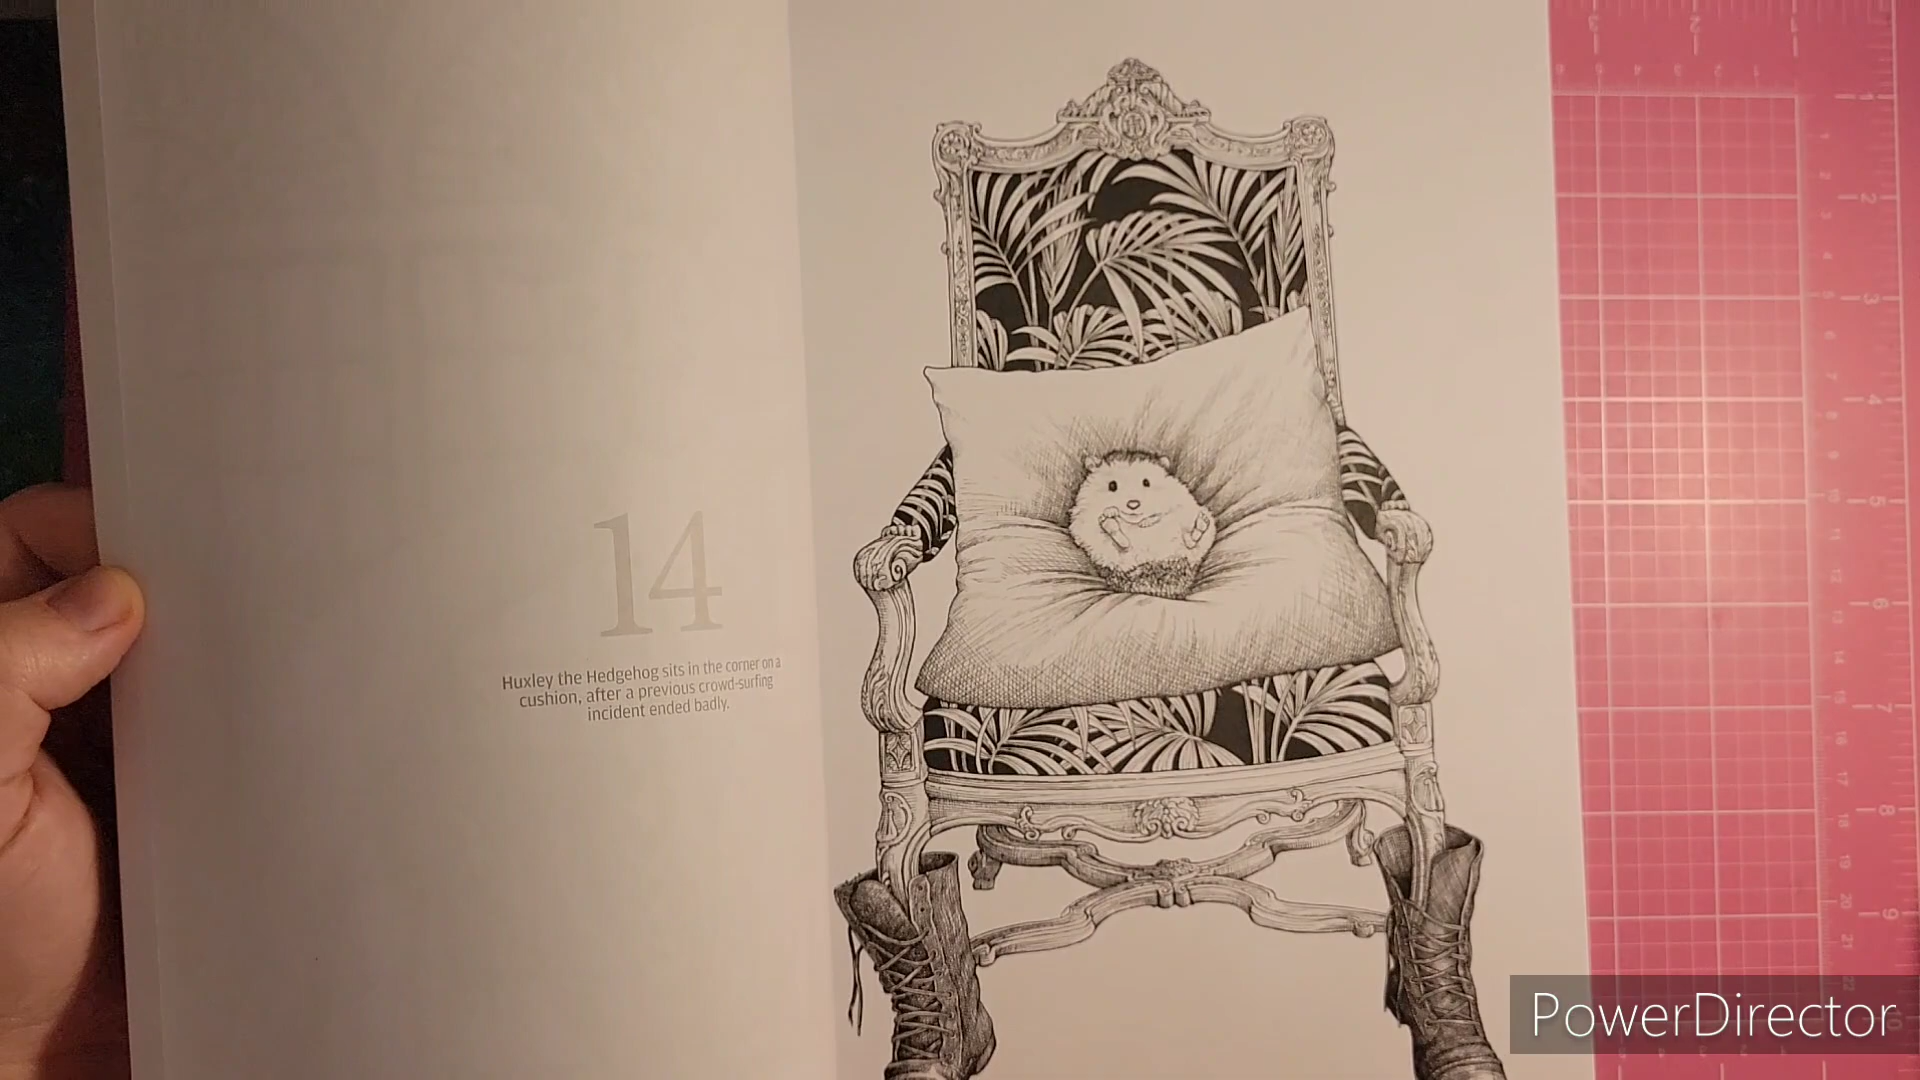 14
Huxley the Hedgehog sits in the corner on a
cushion, after a previous crowd-surfing
incident ended badly.
PowerDirector